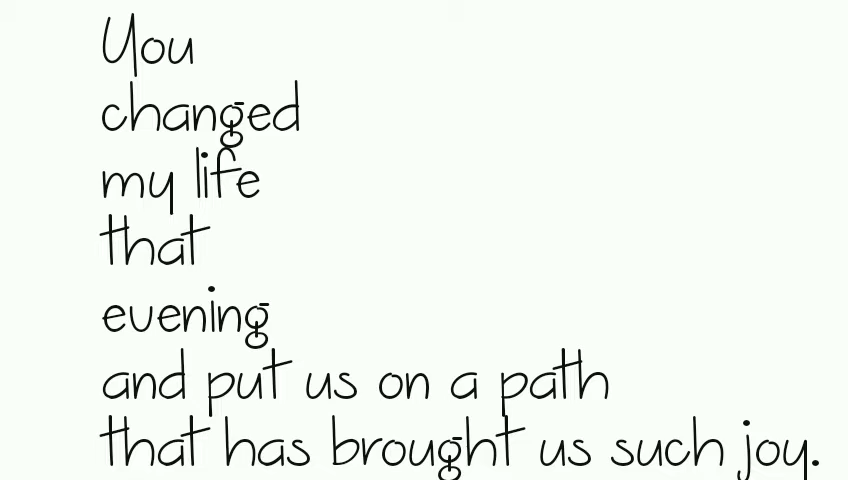 You
changed
my life
that
evening
and put us on a path
that has brought us such joy.